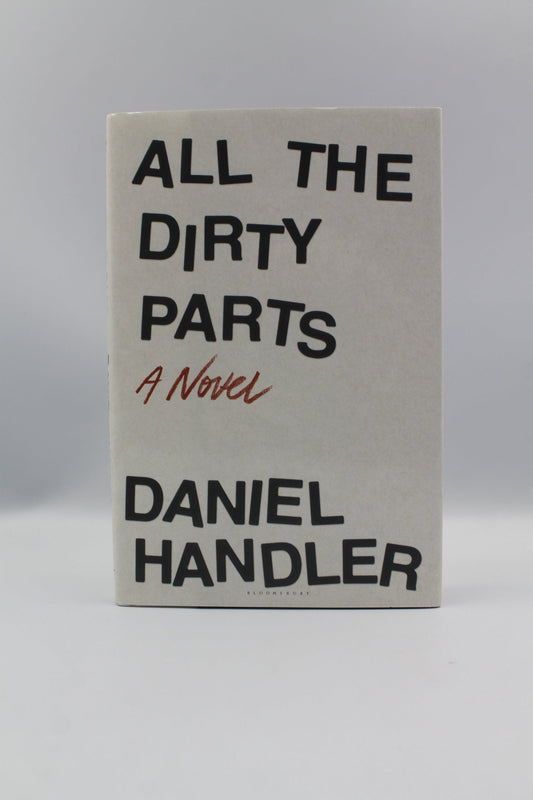 ALL THE
DIRTY
PARTS
A Novel
DANIEL
HANDLER
BLOOMSBURY